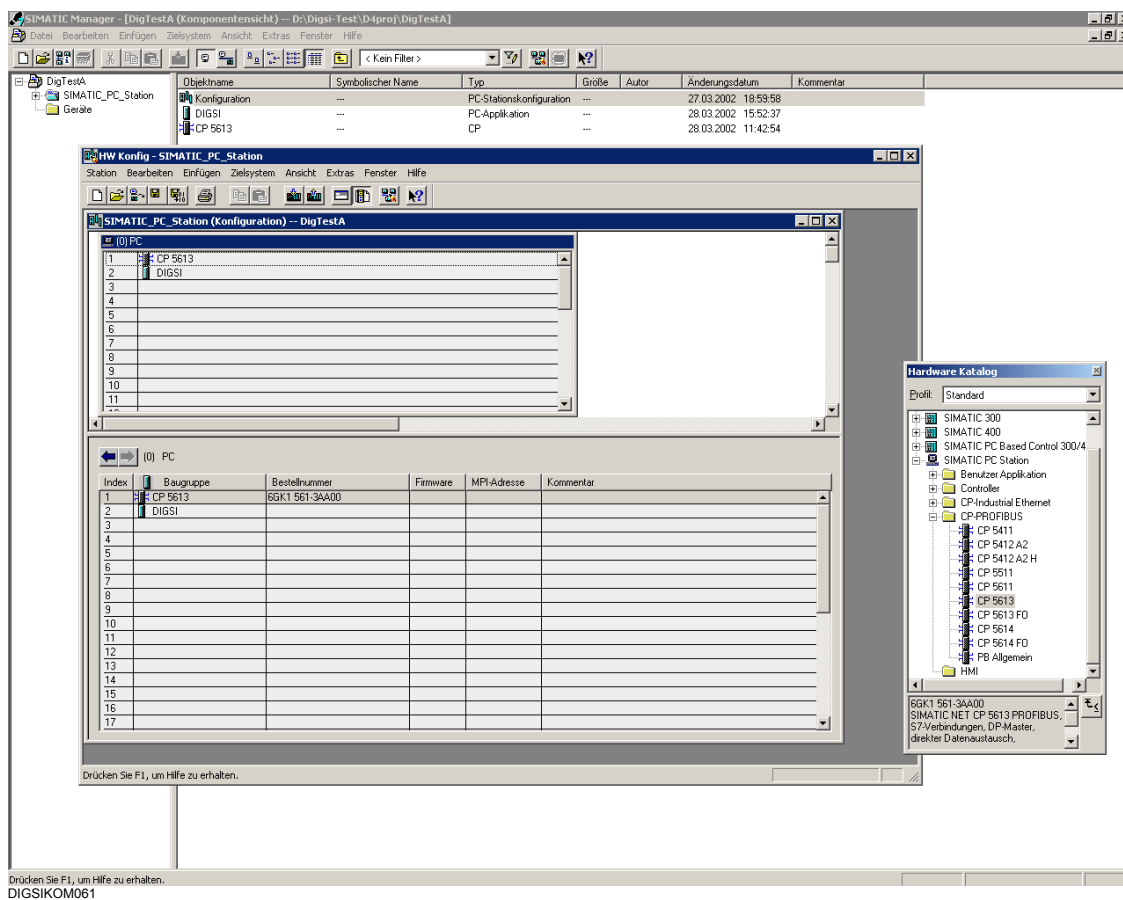 SIMATIC Manager - [DigTestA (Komponentensicht) -- D:\Digsi-Test\D4proj\DigTestA]
Datei Bearbeiten Einfügen Zielsystem Ansicht Extras Fenster Hilfe
< Kein Filter >
DigTestA
SIMATIC_PC_Station
Geräte
Objektname Symbolischer Name Typ Größe Autor Änderungsdatum Kommentar
Konfiguration --- PC-Stationskonfiguration --- 27.03.2002 18:59:58
DIGSI --- PC-Applikation --- 28.03.2002 15:52:37
CP 5613 --- CP --- 28.03.2002 11:42:54
HW Konfig - SIMATIC_PC_Station
Station Bearbeiten Einfügen Zielsystem Ansicht Extras Fenster Hilfe
SIMATIC_PC_Station (Konfiguration) -- DigTestA
(0) PC
1 CP 5613
2 DIGSI
3
4
5
6
7
8
9
10
11
(0) PC
Index Baugruppe Bestellnummer Firmware MPI-Adresse Kommentar
1 CP 5613 6GK1 561-3AA00
2 DIGSI
3
4
5
6
7
8
9
10
11
12
13
14
15
16
17
Drücken Sie F1, um Hilfe zu erhalten.
Hardware Katalog
Profil: Standard
SIMATIC 300
SIMATIC 400
SIMATIC PC Based Control 300/4
SIMATIC PC Station
Benutzer Applikation
Controller
CP-Industrial Ethernet
CP-PROFIBUS
CP 5411
CP 5412 A2
CP 5412 A2 H
CP 5511
CP 5611
CP 5613
CP 5613 FO
CP 5614
CP 5614 FO
PB Allgemein
HMI
6GK1 561-3AA00
SIMATIC NET CP 5613 PROFIBUS,
S7-Verbindungen, DP-Master,
direkter Datenaustausch,
Drücken Sie F1, um Hilfe zu erhalten.
DIGSIKOM061